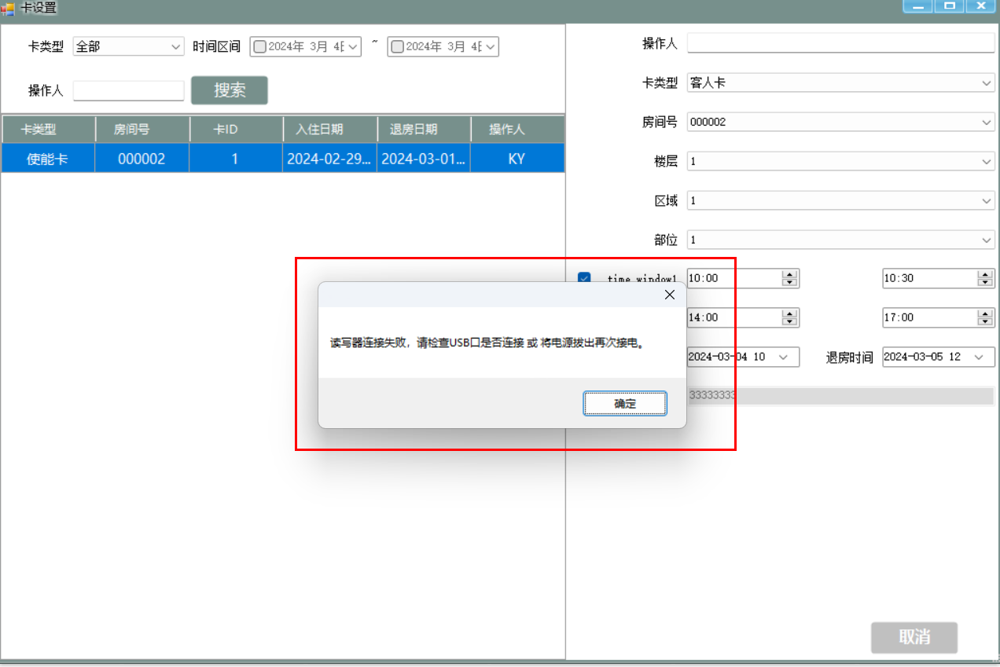 卡设置
卡类型 全部 时间区间 2024年 3月 4日 ~ 2024年 3月 4日
操作人 搜索
卡类型 房间号 卡ID 入住日期 退房日期 操作人
使能卡 000002 1 2024-02-29... 2024-03-01... KY
操作人
卡类型 客人卡
房间号 000002
楼层 1
区域 1
部位 1
time window1 10:00 10:30
14:00 17:00
2024-03-04 10 退房时间 2024-03-05 12
33333333
读写器连接失败，请检查USB口是否连接 或 将电源拔出再次接电。
确定
取消